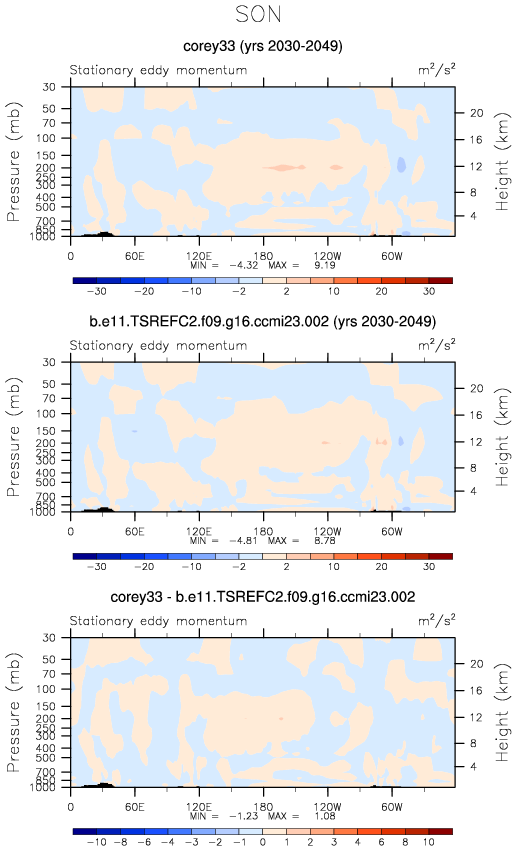 SON
corey33 (yrs 2030-2049)
Stationary eddy momentum m²/s²
Pressure (mb)
30
50
70
100
150
200
250
300
400
500
700
850
1000
Height (km)
20
16
12
8
4
0 60E 120E 180 120W 60W
MIN = -4.32 MAX = 9.19
-30 -20 -10 -2 2 10 20 30
b.e11.TSREFC2.f09.g16.ccmi23.002 (yrs 2030-2049)
Stationary eddy momentum m²/s²
Pressure (mb)
30
50
70
100
150
200
250
300
400
500
700
850
1000
Height (km)
20
16
12
8
4
0 60E 120E 180 120W 60W
MIN = -4.81 MAX = 8.78
-30 -20 -10 -2 2 10 20 30
corey33 - b.e11.TSREFC2.f09.g16.ccmi23.002
Stationary eddy momentum m²/s²
Pressure (mb)
30
50
70
100
150
200
250
300
400
500
700
850
1000
Height (km)
20
16
12
8
4
0 60E 120E 180 120W 60W
MIN = -1.23 MAX = 1.08
-10 -8 -6 -4 -3 -2 -1 0 1 2 3 4 6 8 10